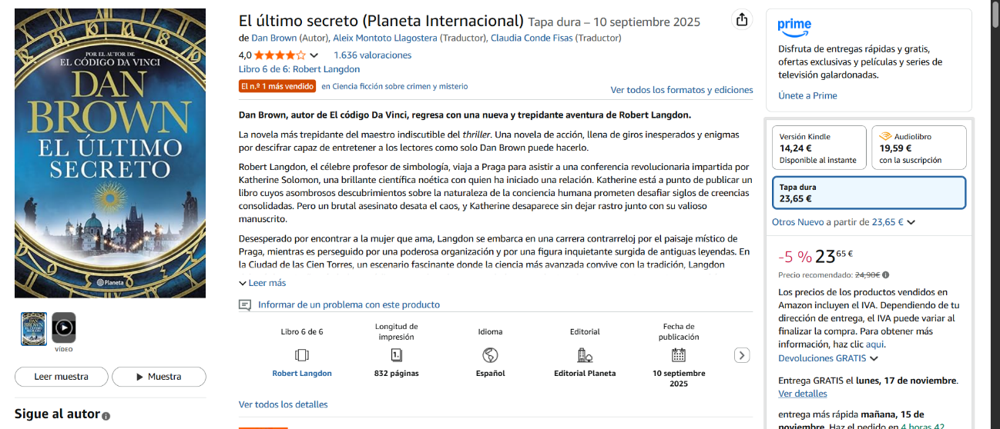 POR EL AUTOR DE
EL CÓDIGO DA VINCI
DAN
BROWN
EL ÚLTIMO
SECRETO
Planeta
VÍDEO
Leer muestra
Muestra
Sigue al autor
El último secreto (Planeta Internacional) Tapa dura – 10 septiembre 2025
de Dan Brown (Autor), Aleix Montoto Llagostera (Traductor), Claudia Conde Fisas (Traductor)
4,0 1.636 valoraciones
Libro 6 de 6: Robert Langdon
El n.º 1 más vendido en Ciencia ficción sobre crimen y misterio
Ver todos los formatos y ediciones
Dan Brown, autor de El código Da Vinci, regresa con una nueva y trepidante aventura de Robert Langdon.
La novela más trepidante del maestro indiscutible del thriller. Una novela de acción, llena de giros inesperados y enigmas
por descifrar capaz de entretener a los lectores como solo Dan Brown puede hacerlo.
Robert Langdon, el célebre profesor de simbología, viaja a Praga para asistir a una conferencia revolucionaria impartida por
Katherine Solomon, una brillante científica noética con quien ha iniciado una relación. Katherine está a punto de publicar un
libro cuyos asombrosos descubrimientos sobre la naturaleza de la conciencia humana prometen desafiar siglos de creencias
consolidadas. Pero un brutal asesinato desata el caos, y Katherine desaparece sin dejar rastro junto con su valioso
manuscrito.
Desesperado por encontrar a la mujer que ama, Langdon se embarca en una carrera contrarreloj por el paisaje místico de
Praga, mientras es perseguido por una poderosa organización y por una figura inquietante surgida de antiguas leyendas. En
la Ciudad de las Cien Torres, un escenario fascinante donde la ciencia más avanzada convive con la tradición, Langdon
Leer más
Informar de un problema con este producto
Libro 6 de 6
Robert Langdon
Longitud de
impresión
1.
832 páginas
Idioma
Español
Editorial
Editorial Planeta
Fecha de
publicación
10 septiembre
2025
Ver todos los detalles
prime
Disfruta de entregas rápidas y gratis,
ofertas exclusivas y películas y series de
televisión galardonadas.
Únete a Prime
Versión Kindle
14,24 €
Disponible al instante
Audiolibro
19,59 €
con la suscripción
Tapa dura
23,65 €
Otros Nuevo a partir de 23,65 €
-5 % 23 65 €
Precio recomendado: 24,90€
Los precios de los productos vendidos en
Amazon incluyen el IVA. Dependiendo de tu
dirección de entrega, el IVA puede variar al
finalizar la compra. Para obtener más
información, haz clic aquí.
Devoluciones GRATIS
Entrega GRATIS el lunes, 17 de noviembre.
Ver detalles
entrega más rápida mañana, 15 de
noviembre. Haz el pedido en 4 horas 42